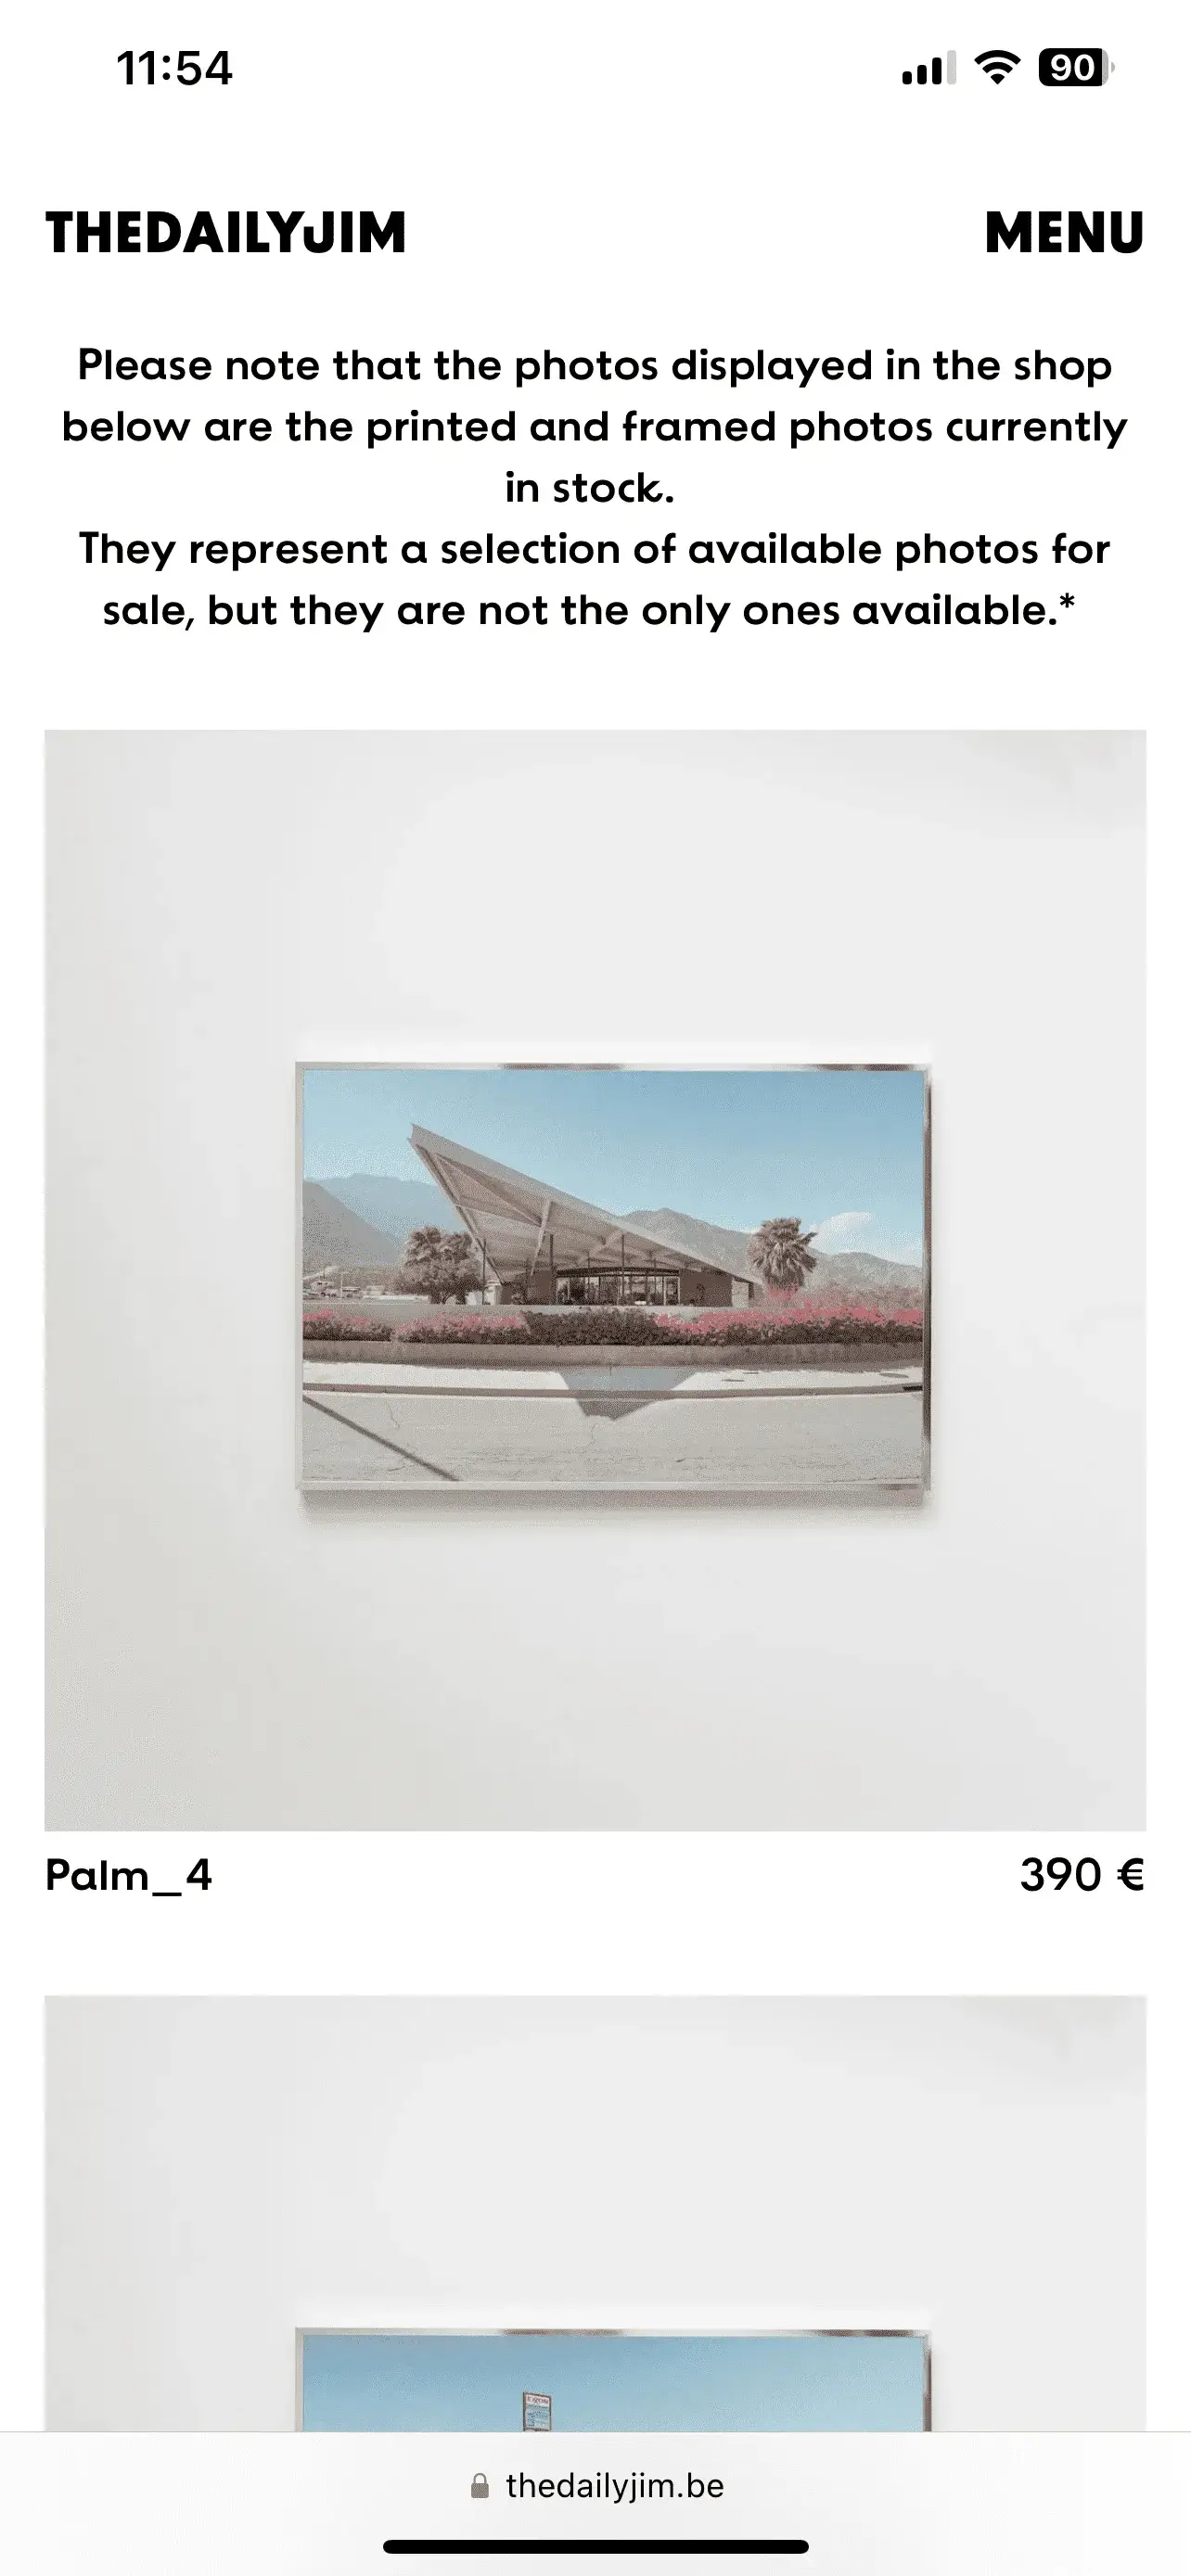 11:54
90
THEDAILYJIM
MENU
Please note that the photos displayed in the shop
below are the printed and framed photos currently
in stock.
They represent a selection of available photos for
sale, but they are not the only ones available.*
Palm_4
390 €
thedailyjim.be